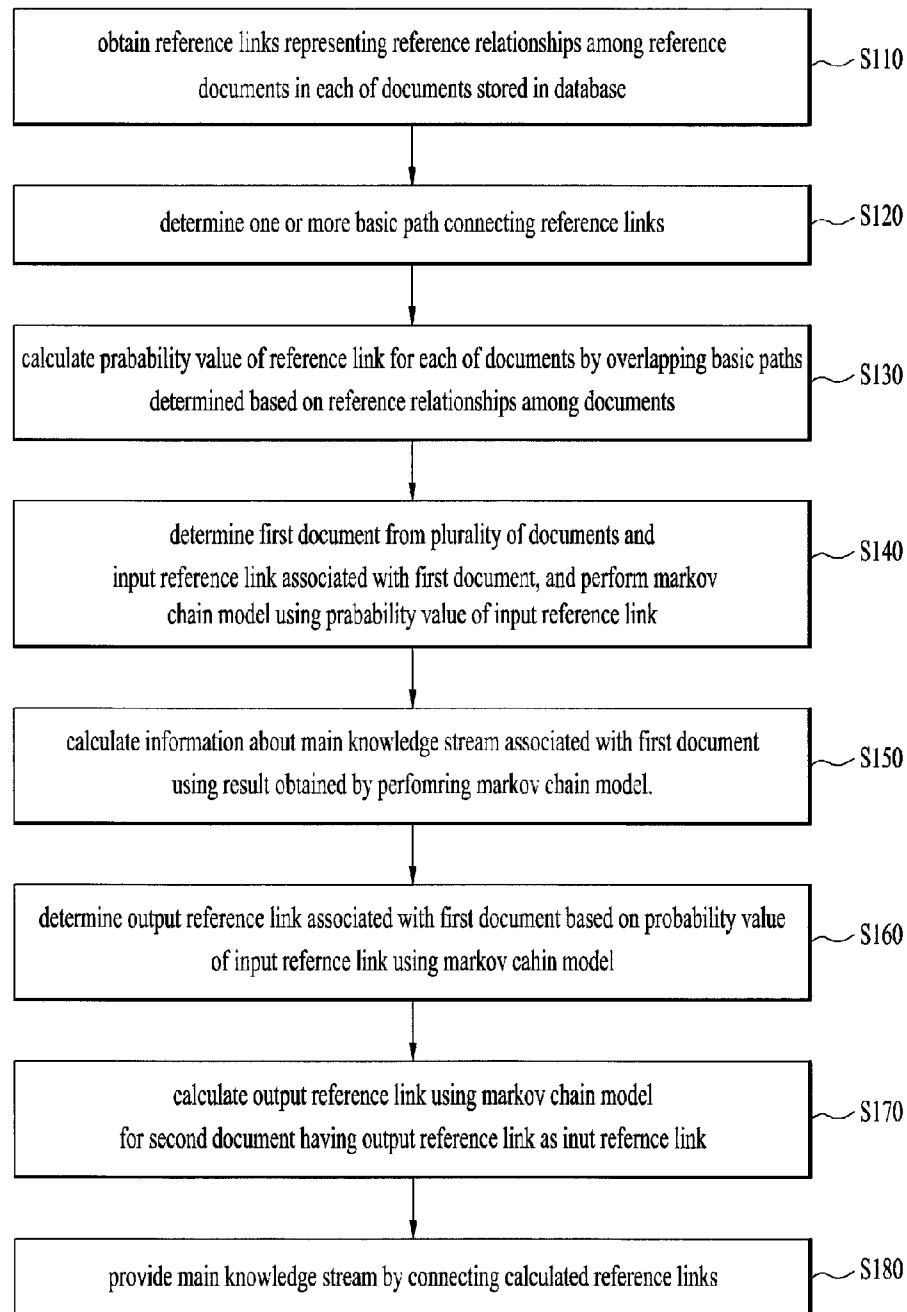 obtain reference links representing reference relationships among reference
documents in each of documents stored in database
S110
determine one or more basic path connecting reference links
S120
calculate prabability value of reference link for each of documents by overlapping basic paths
determined based on reference relationships among documents
S130
determine first document from plurality of documents and
input reference link associated with first document, and perform markov
chain model using prabability value of input reference link
S140
calculate information about main knowledge stream associated with first document
using result obtained by perfomring markov chain model.
S150
determine output reference link associated with first document based on probability value
of input refernce link using markov cahin model
S160
calculate output reference link using markov chain model
for second document having output reference link as inut refernce link
S170
provide main knowledge stream by connecting calculated reference links
S180